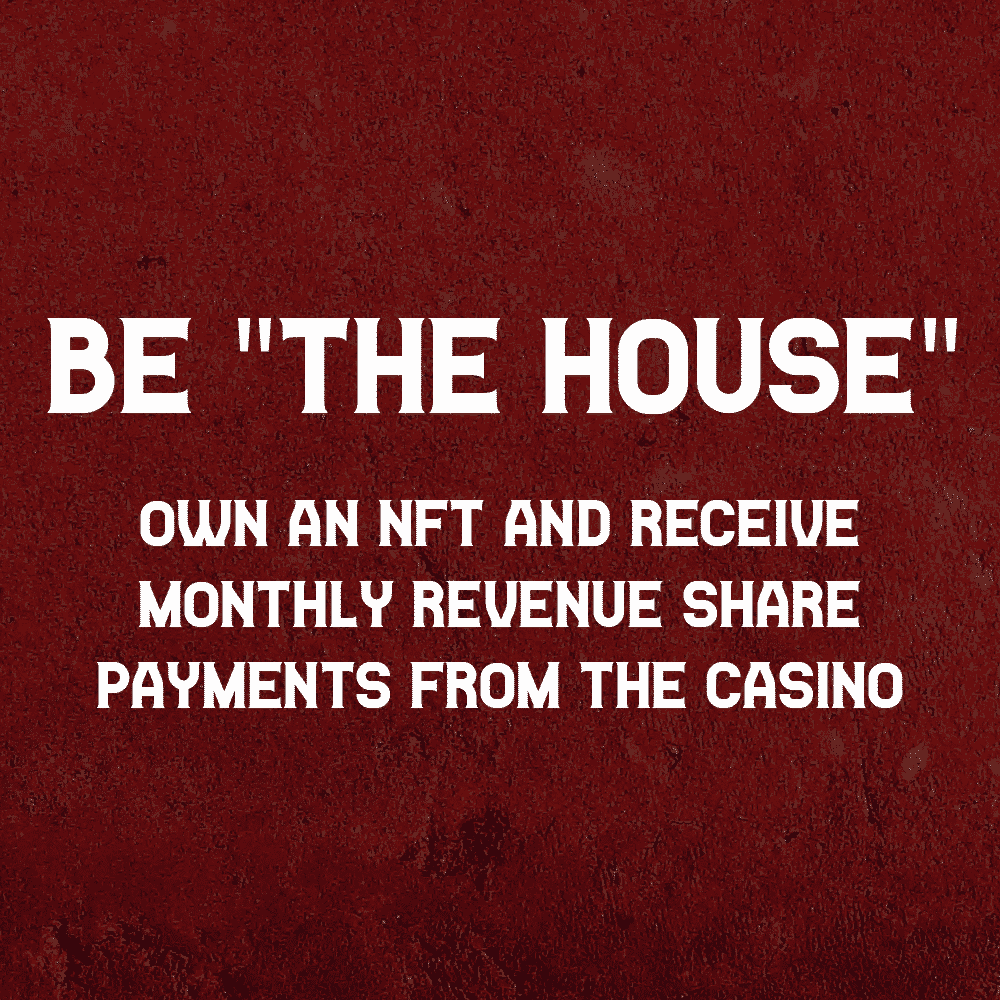 BE "THE HOUSE"
OWN AN NFT AND RECEIVE
MONTHLY REVENUE SHARE
PAYMENTS FROM THE CASINO